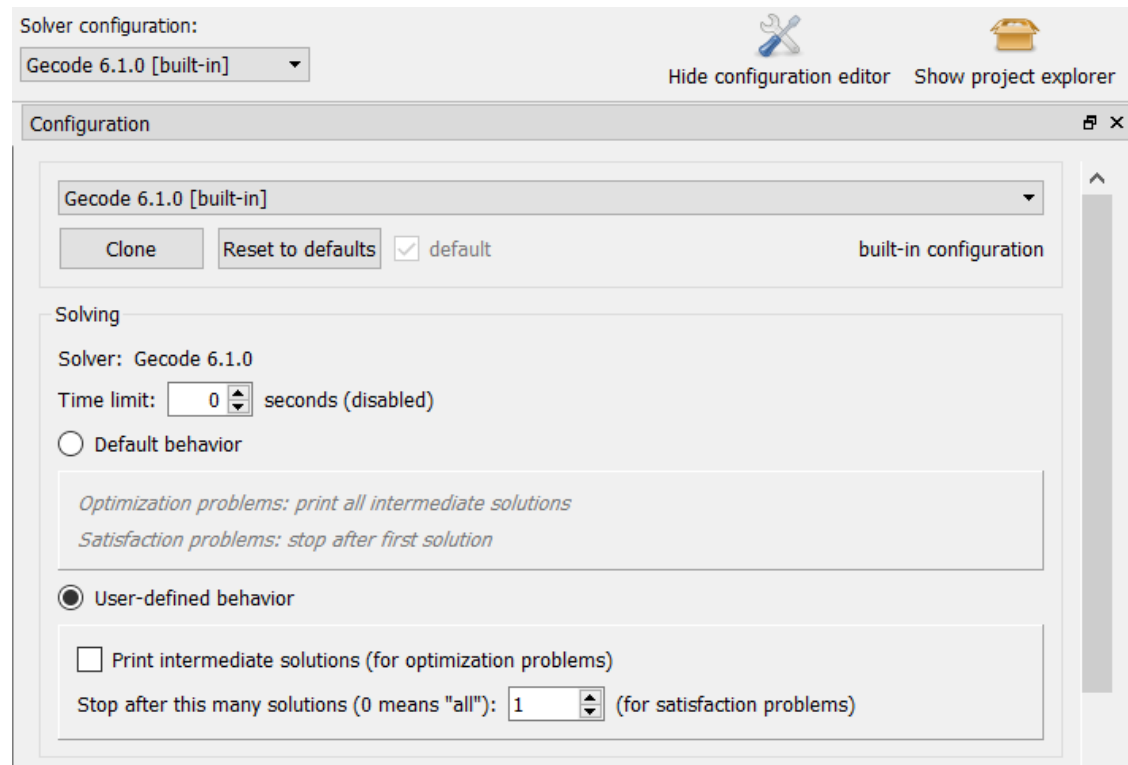 Solver configuration:
Gecode 6.1.0 [built-in]
Hide configuration editor Show project explorer
Configuration
Gecode 6.1.0 [built-in]
Clone Reset to defaults default built-in configuration
Solving
Solver: Gecode 6.1.0
Time limit: 0 seconds (disabled)
Default behavior
Optimization problems: print all intermediate solutions
Satisfaction problems: stop after first solution
User-defined behavior
Print intermediate solutions (for optimization problems)
Stop after this many solutions (0 means "all"): 1 (for satisfaction problems)